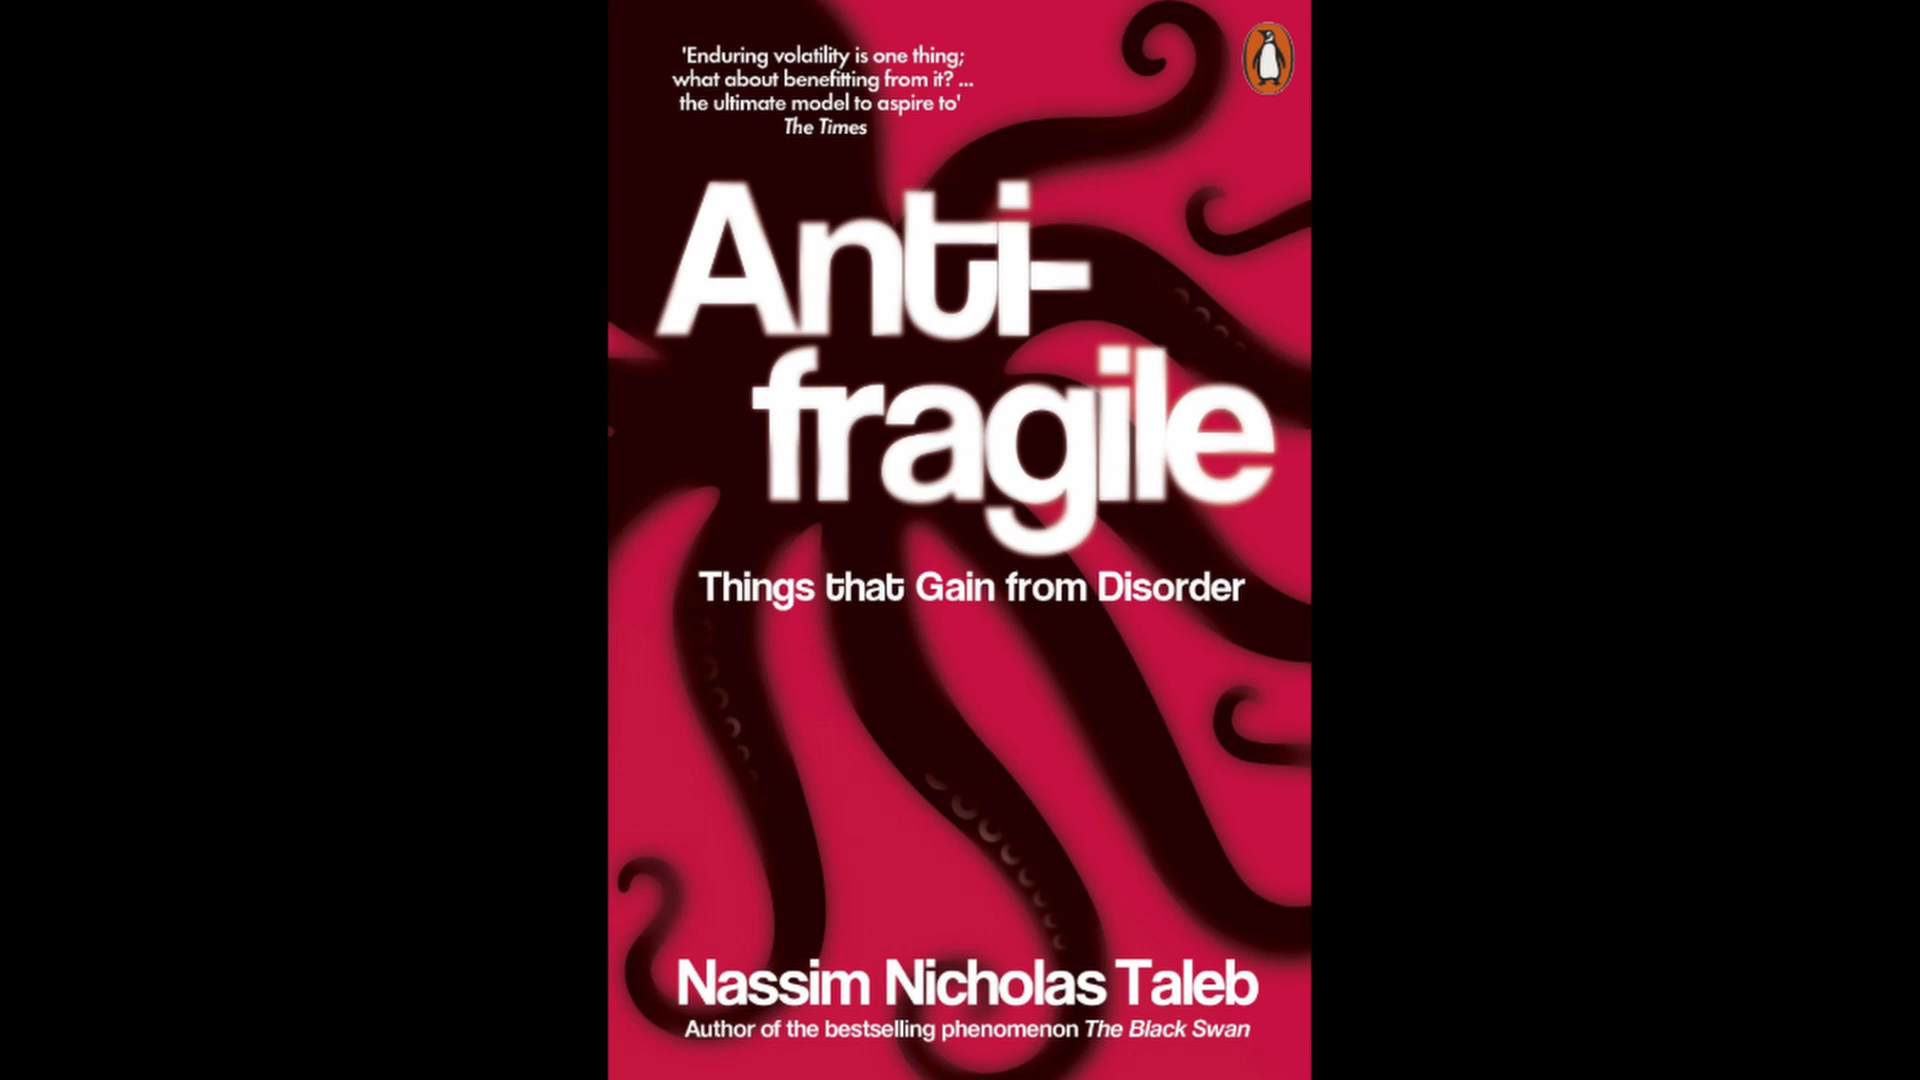 'Enduring volatility is one thing;
what about benefitting from it? ...
the ultimate model to aspire to'
The Times
Anti-
fragile
Things that Gain from Disorder
Nassim Nicholas Taleb
Author of the bestselling phenomenon The Black Swan